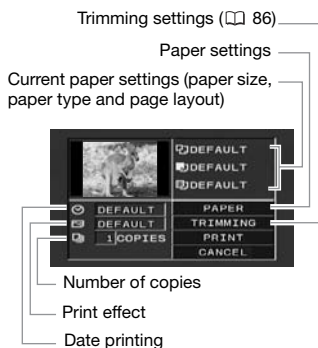 Trimming settings (📖 86)
Paper settings
Current paper settings (paper size,
paper type and page layout)
DEFAULT
DEFAULT
DEFAULT
DEFAULT
PAPER
DEFAULT
TRIMMING
1 COPIES
PRINT
CANCEL
Number of copies
Print effect
Date printing